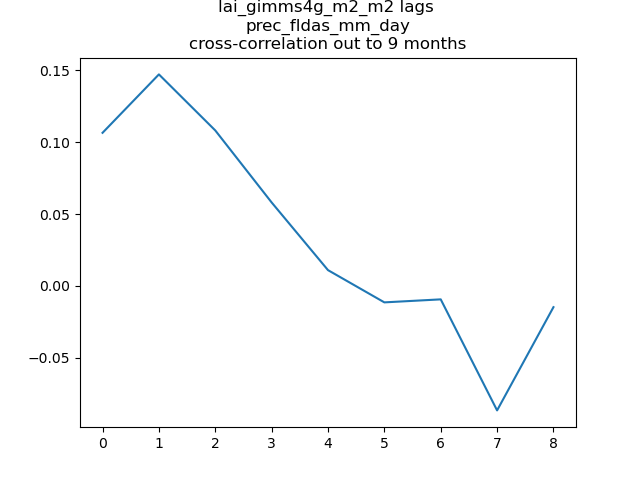 lai_gimms4g_m2_m2 lags
prec_fldas_mm_day
cross-correlation out to 9 months
0.15
0.10
0.05
0.00
−0.05
0 1 2 3 4 5 6 7 8